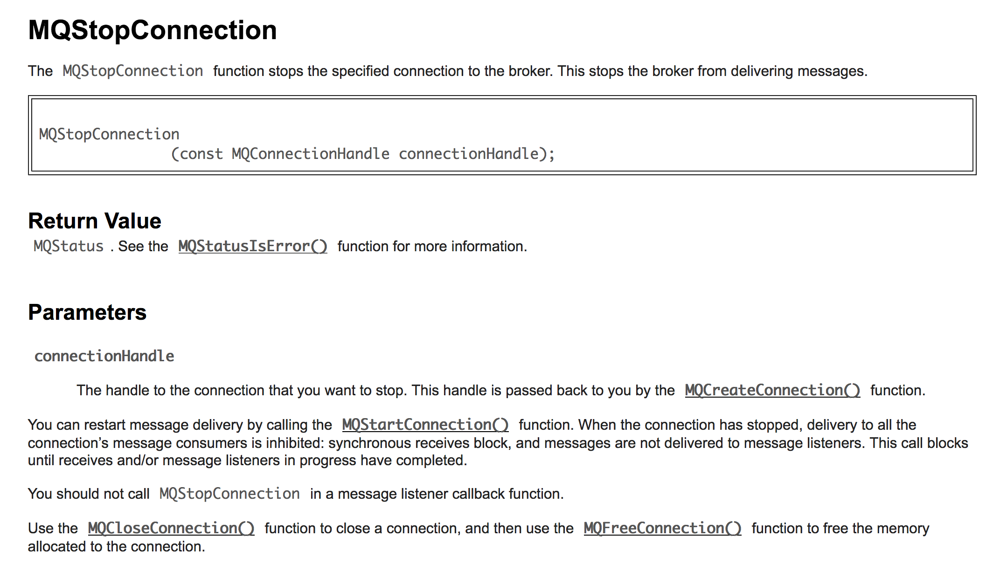 MQStopConnection
The MQStopConnection function stops the specified connection to the broker. This stops the broker from delivering messages.
MQStopConnection
(const MQConnectionHandle connectionHandle);
Return Value
MQStatus . See the MQStatusIsError() function for more information.
Parameters
connectionHandle
The handle to the connection that you want to stop. This handle is passed back to you by the MQCreateConnection() function.
You can restart message delivery by calling the MQStartConnection() function. When the connection has stopped, delivery to all the
connection’s message consumers is inhibited: synchronous receives block, and messages are not delivered to message listeners. This call blocks
until receives and/or message listeners in progress have completed.
You should not call MQStopConnection in a message listener callback function.
Use the MQCloseConnection() function to close a connection, and then use the MQFreeConnection() function to free the memory
allocated to the connection.